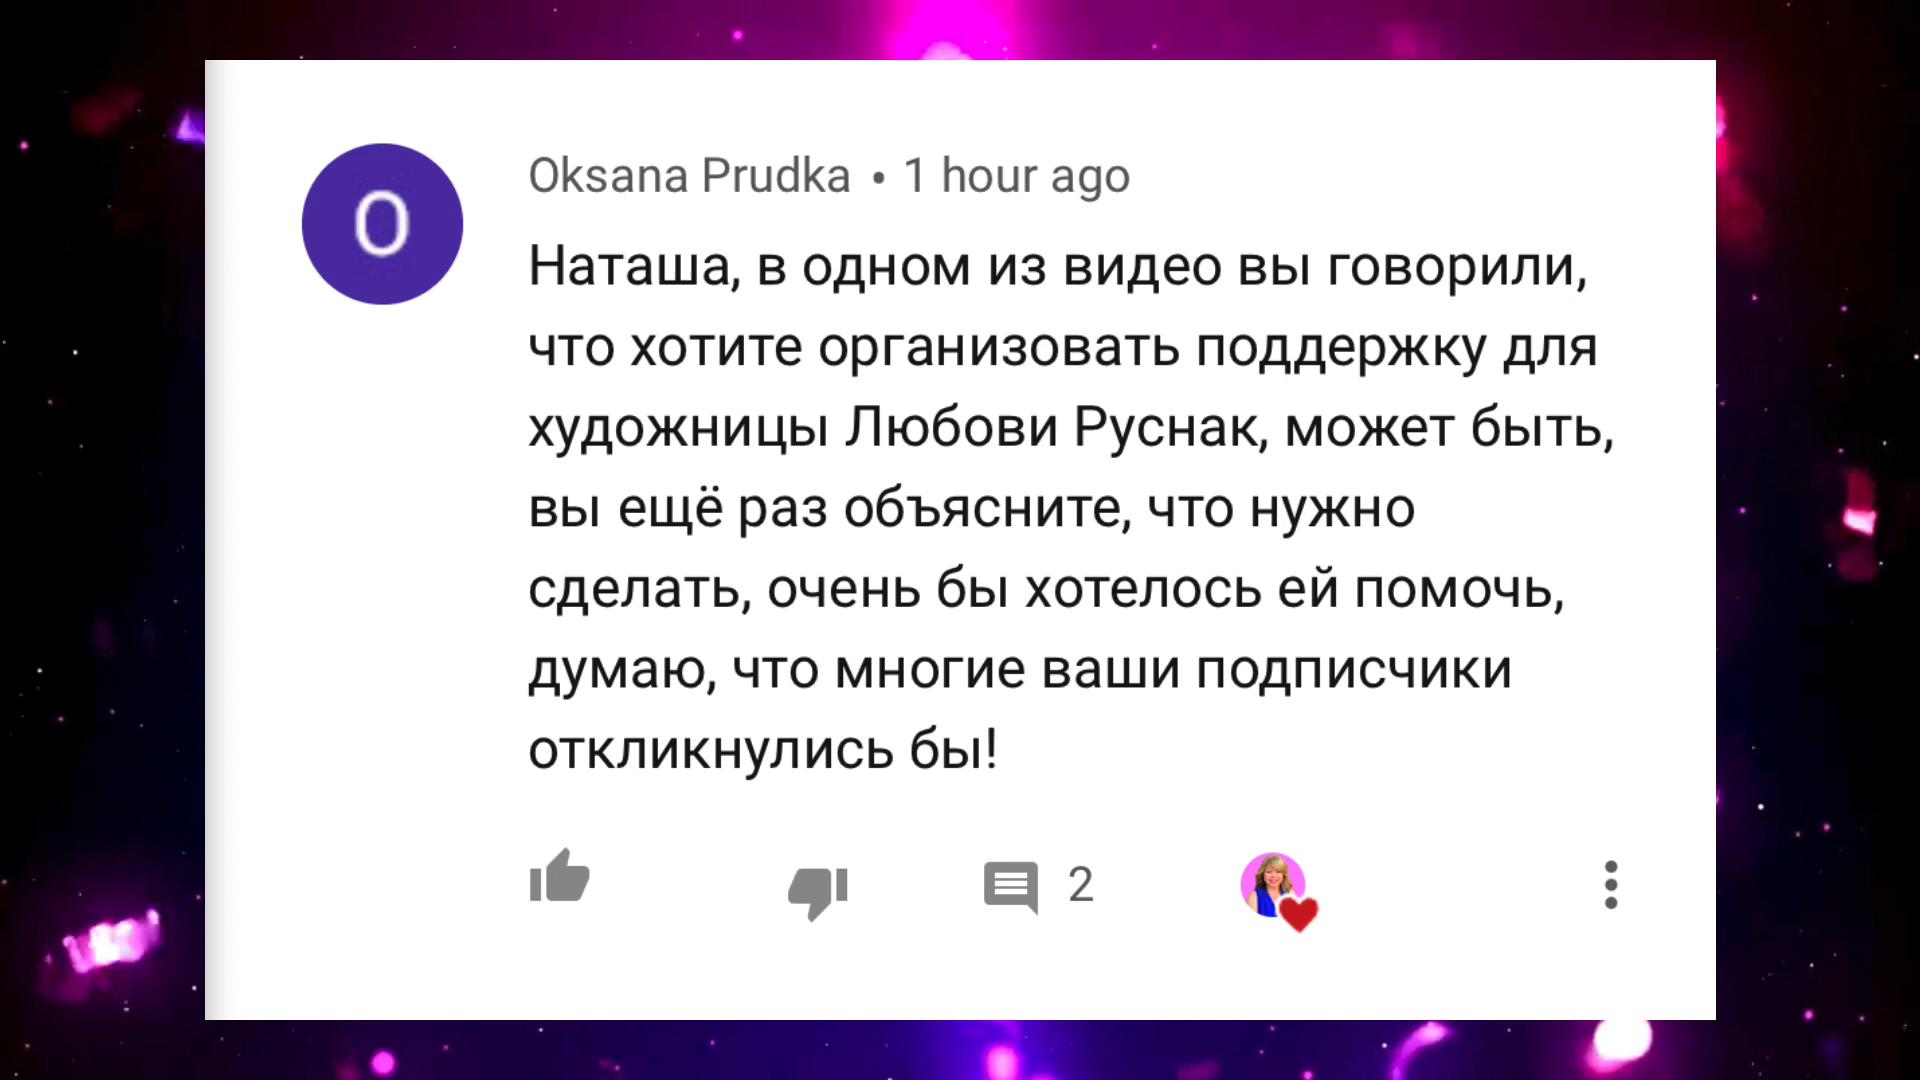 O
Oksana Prudka • 1 hour ago
Наташа, в одном из видео вы говорили,
что хотите организовать поддержку для
художницы Любови Руснак, может быть,
вы ещё раз объясните, что нужно
сделать, очень бы хотелось ей помочь,
думаю, что многие ваши подписчики
откликнулись бы!
2